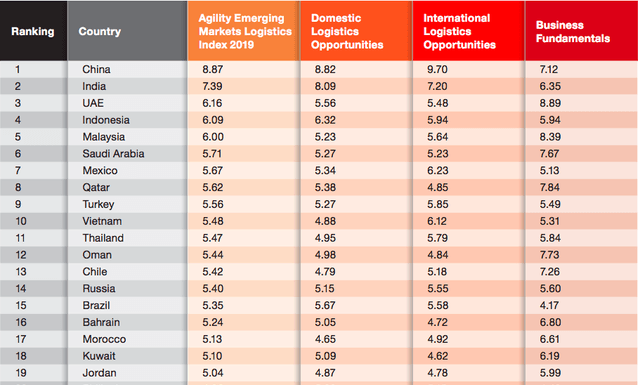 Ranking Country Agility Emerging Markets Logistics Index 2019 Domestic Logistics Opportunities International Logistics Opportunities Business Fundamentals
1 China 8.87 8.82 9.70 7.12
2 India 7.39 8.09 7.20 6.35
3 UAE 6.16 5.56 5.48 8.89
4 Indonesia 6.09 6.32 5.94 5.94
5 Malaysia 6.00 5.23 5.64 8.39
6 Saudi Arabia 5.71 5.27 5.23 7.67
7 Mexico 5.67 5.34 6.23 5.13
8 Qatar 5.62 5.38 4.85 7.84
9 Turkey 5.56 5.27 5.85 5.49
10 Vietnam 5.48 4.88 6.12 5.31
11 Thailand 5.47 4.95 5.79 5.84
12 Oman 5.44 4.98 4.84 7.73
13 Chile 5.42 4.79 5.18 7.26
14 Russia 5.40 5.15 5.55 5.60
15 Brazil 5.35 5.67 5.58 4.17
16 Bahrain 5.24 5.05 4.72 6.80
17 Morocco 5.13 4.65 4.92 6.61
18 Kuwait 5.10 5.09 4.62 6.19
19 Jordan 5.04 4.87 4.78 5.99